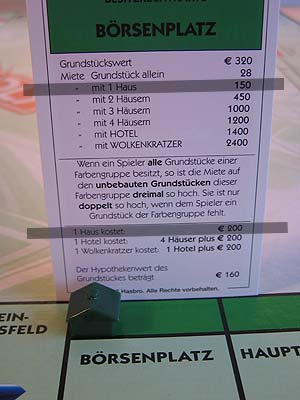 BÖRSENPLATZ
Grundstückswert € 320
Miete Grundstück allein 28
" mit 1 Haus 150
" mit 2 Häusern 450
" mit 3 Häusern 1000
" mit 4 Häusern 1200
" mit HOTEL 1400
" mit WOLKENKRATZER 2400
Wenn ein Spieler alle Grundstücke einer
Farbengruppe besitzt, so ist die Miete auf
den unbebauten Grundstücken dieser
Farbengruppe dreimal so hoch. Sie ist nur
doppelt so hoch, wenn dem Spieler ein
Grundstück der Farbengruppe fehlt.
1 Haus kostet: € 200
1 Hotel kostet: 4 Häuser plus € 200
1 Wolkenkratzer kostet: 1 Hotel plus € 200
Der Hypothekenwert des
Grundstückes beträgt € 160
Hasbro. Alle Rechte vorbehalten.
EIN-
SFELD
BÖRSENPLATZ
HAUPT